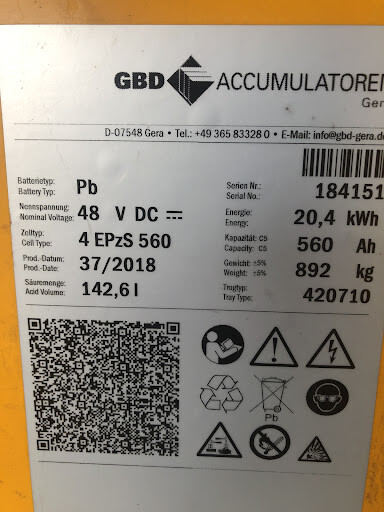 GBD ACCUMULATOREN
Ger
D-07548 Gera • Tel.: +49 365 83328 0 • E-Mail: info@gbd-gera.de
Batterietyp: Pb Serien Nr.: 184151
Battery Typ: Serial No.:
Nennspannung: 48 V DC Energie: 20,4 kWh
Nominal Voltage: Energy:
Zelltyp: 4 EPzS 560 Kapazität: C5 560 Ah
Cell Type: Capacity: C5
Prod.-Datum: 37/2018 Gewicht: ±5% 892 kg
Prod.-Date: Weight: ±5%
Säuremenge: 142,6 l Trogtyp: 420710
Acid Volume: Tray Type:
Pb